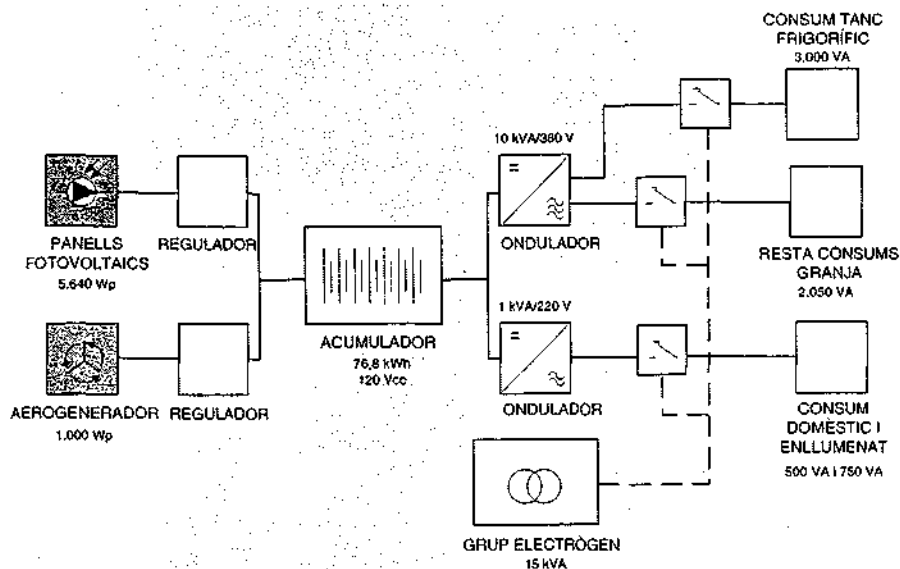 CONSUM TANC
FRIGORÍFIC
3.000 VA
10 kVA/380 V
ONDULADOR
PANELLS
FOTOVOLTAICS
5.640 Wp
REGULADOR
RESTA CONSUMS
GRANJA
2.050 VA
ACUMULADOR
76,8 kWh
120 Vcc
1 kVA/220 V
ONDULADOR
AEROGENERADOR
1.000 Wp
REGULADOR
CONSUM
DOMÈSTIC I
ENLLUMENAT
500 VA i 750 VA
GRUP ELECTRÒGEN
15 kVA